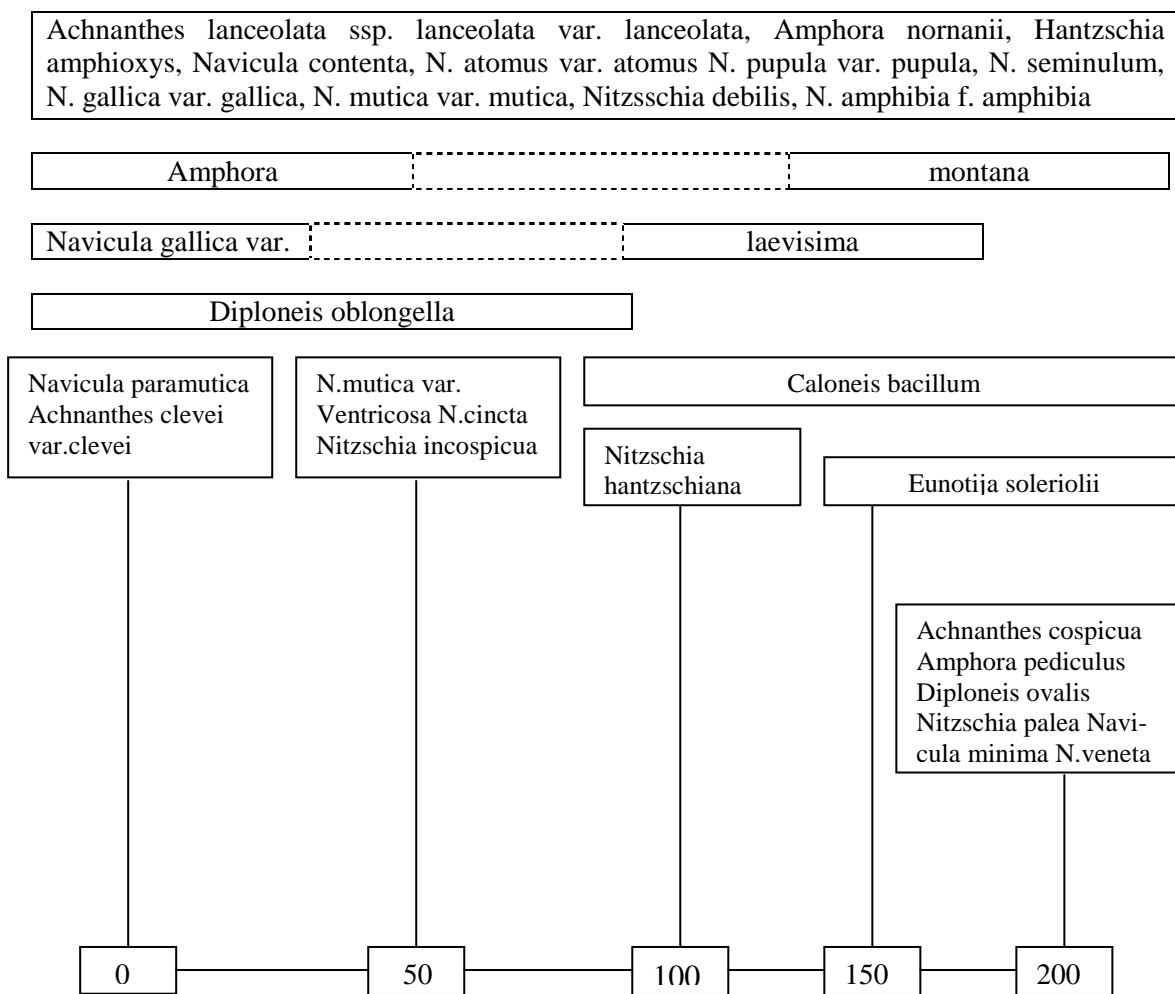 Achnanthes lanceolata ssp. lanceolata var. lanceolata, Amphora nornanii, Hantzschia
amphioxys, Navicula contenta, N. atomus var. atomus N. pupula var. pupula, N. seminulum,
N. gallica var. gallica, N. mutica var. mutica, Nitzsschia debilis, N. amphibia f. amphibia
Amphora montana
Navicula gallica var. laevisima
Diploneis oblongella
Navicula paramutica
Achnanthes clevei
var.clevei
N.mutica var.
Ventricosa N.cincta
Nitzschia incospicua
Caloneis bacillum
Nitzschia
hantzschiana
Eunotija soleriolii
Achnanthes cospicua
Amphora pediculus
Diploneis ovalis
Nitzschia palea Navi-
cula minima N.veneta
0 50 100 150 200